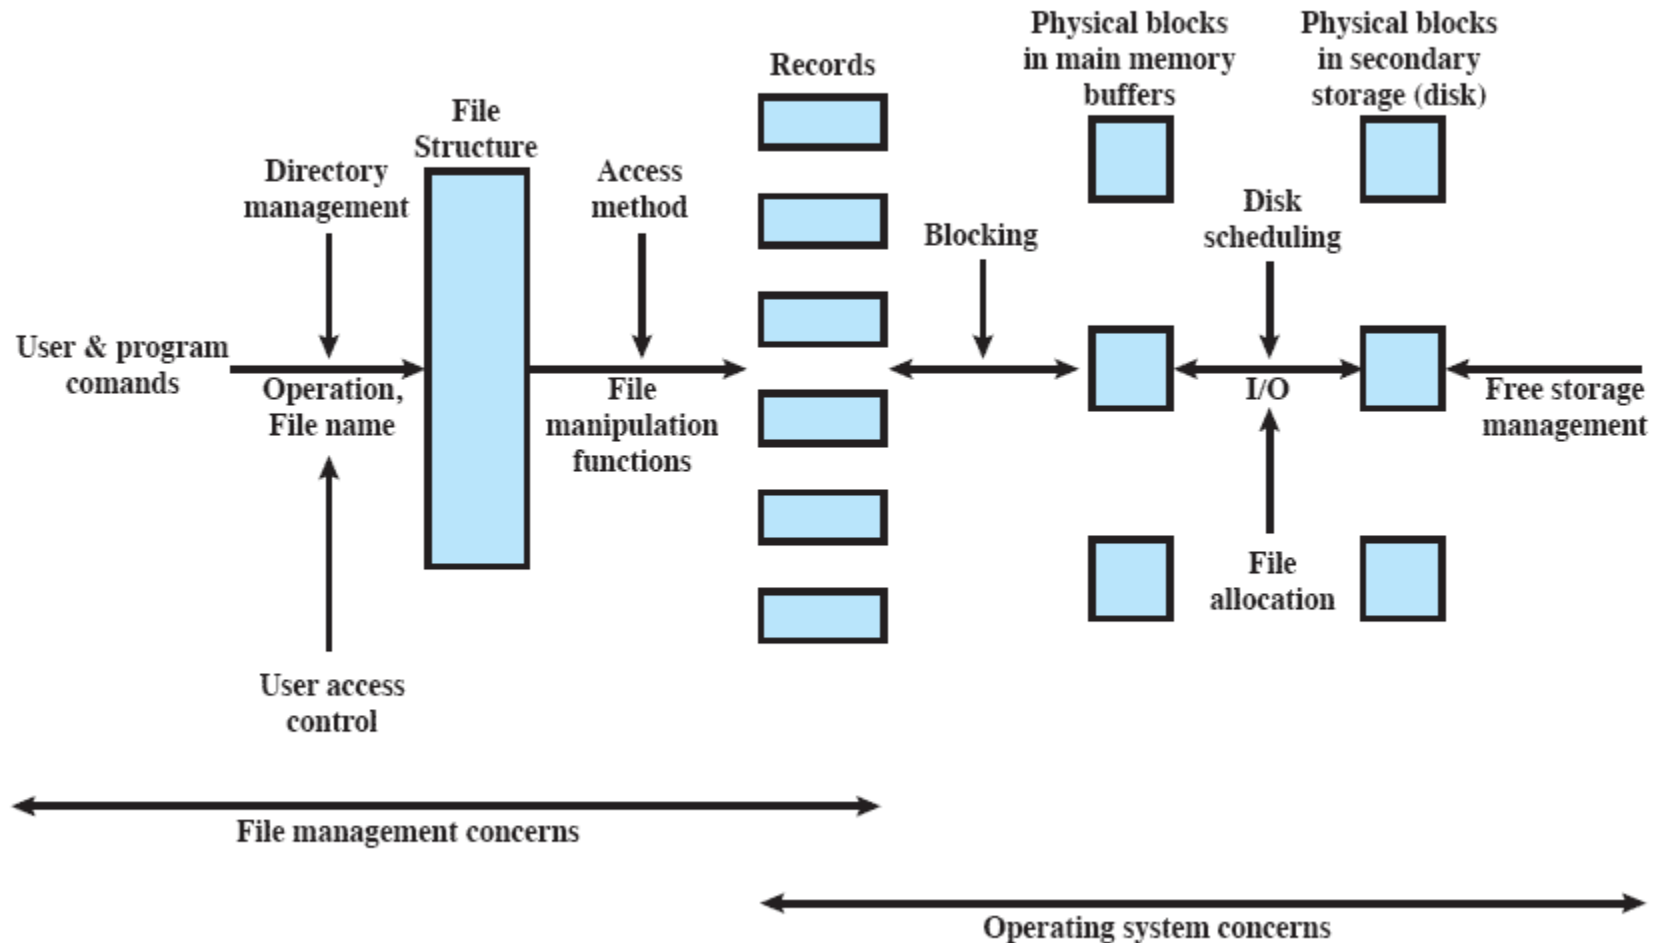 Physical blocks
in main memory
buffers
Physical blocks
in secondary
storage (disk)
Records
File
Structure
Directory
management
Access
method
Disk
scheduling
Blocking
User & program
comands
Operation,
File name
File
manipulation
functions
I/O
Free storage
management
File
allocation
User access
control
File management concerns
Operating system concerns